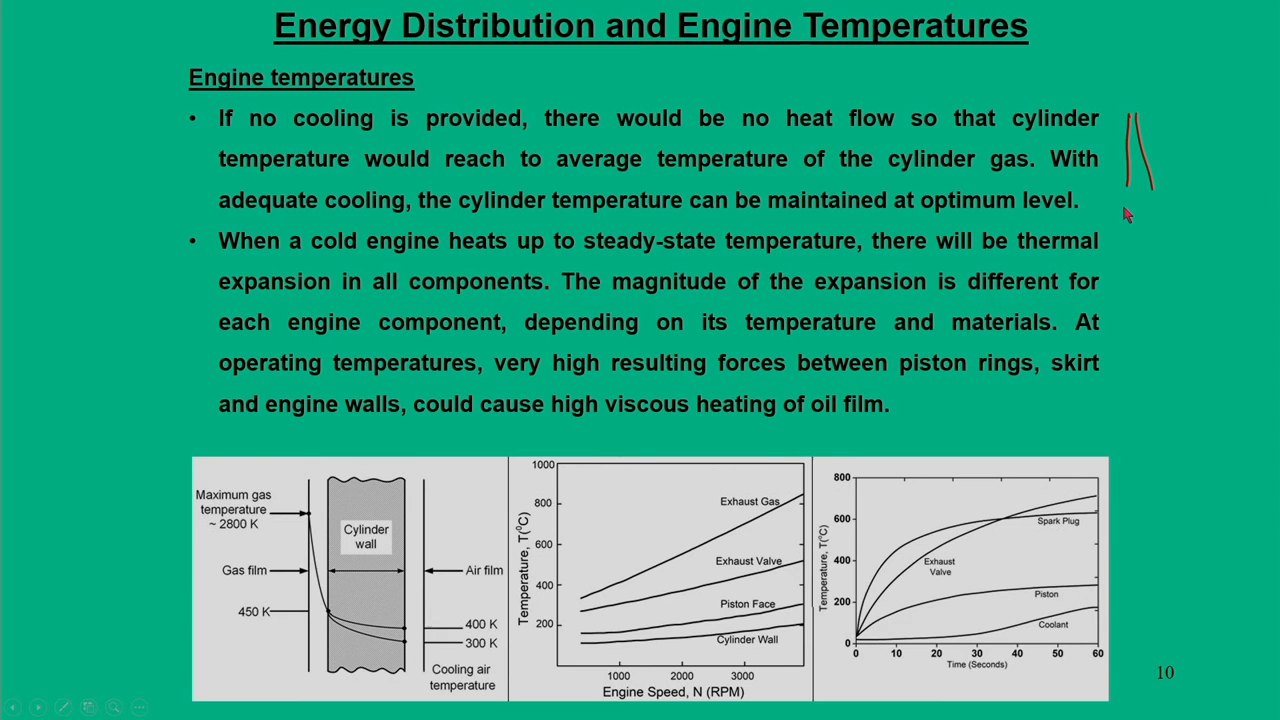 Energy Distribution and Engine Temperatures
Engine temperatures
• If no cooling is provided, there would be no heat flow so that cylinder
temperature would reach to average temperature of the cylinder gas. With
adequate cooling, the cylinder temperature can be maintained at optimum level.
• When a cold engine heats up to steady-state temperature, there will be thermal
expansion in all components. The magnitude of the expansion is different for
each engine component, depending on its temperature and materials. At
operating temperatures, very high resulting forces between piston rings, skirt
and engine walls, could cause high viscous heating of oil film.
Maximum gas
temperature
~ 2800 K
Cylinder
wall
Gas film
Air film
450 K
400 K
300 K
Cooling air
temperature
Temperature, T(⁰C)
1000
800
600
400
200
Exhaust Gas
Exhaust Valve
Piston Face
Cylinder Wall
1000 2000 3000
Engine Speed, N (RPM)
Temperature, T(⁰C)
800
600
400
200
0
Spark Plug
Exhaust
Valve
Piston
Coolant
0 10 20 30 40 50 60
Time (Seconds)
10